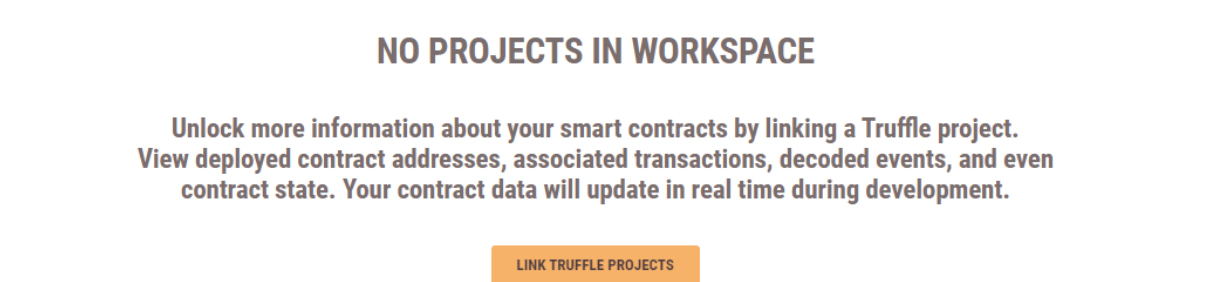 NO PROJECTS IN WORKSPACE
Unlock more information about your smart contracts by linking a Truffle project.
View deployed contract addresses, associated transactions, decoded events, and even
contract state. Your contract data will update in real time during development.
LINK TRUFFLE PROJECTS